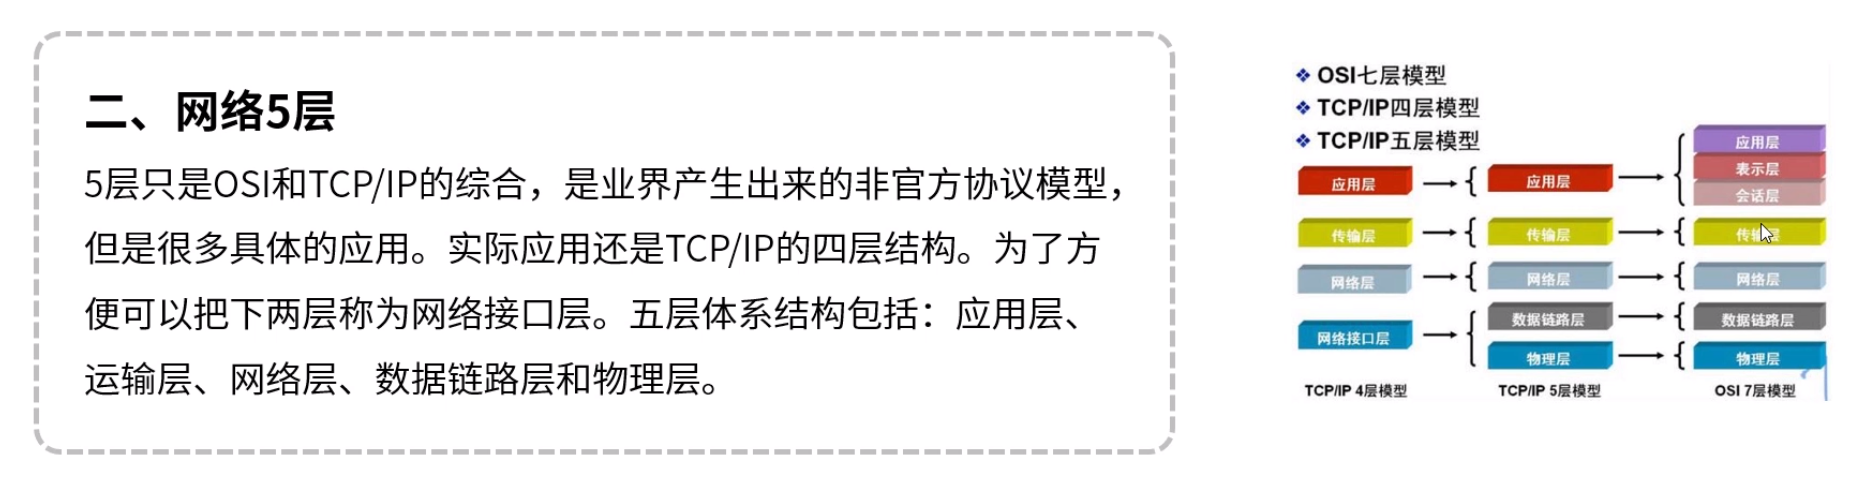 二、网络5层
5层只是OSI和TCP/IP的综合，是业界产生出来的非官方协议模型，
但是很多具体的应用。实际应用还是TCP/IP的四层结构。为了方
便可以把下两层称为网络接口层。五层体系结构包括：应用层、
运输层、网络层、数据链路层和物理层。
❖ OSI七层模型
❖ TCP/IP四层模型
❖ TCP/IP五层模型
应用层
传输层
网络层
网络接口层
TCP/IP 4层模型
应用层
传输层
网络层
数据链路层
物理层
TCP/IP 5层模型
应用层
表示层
会话层
传输层
网络层
数据链路层
物理层
OSI 7层模型